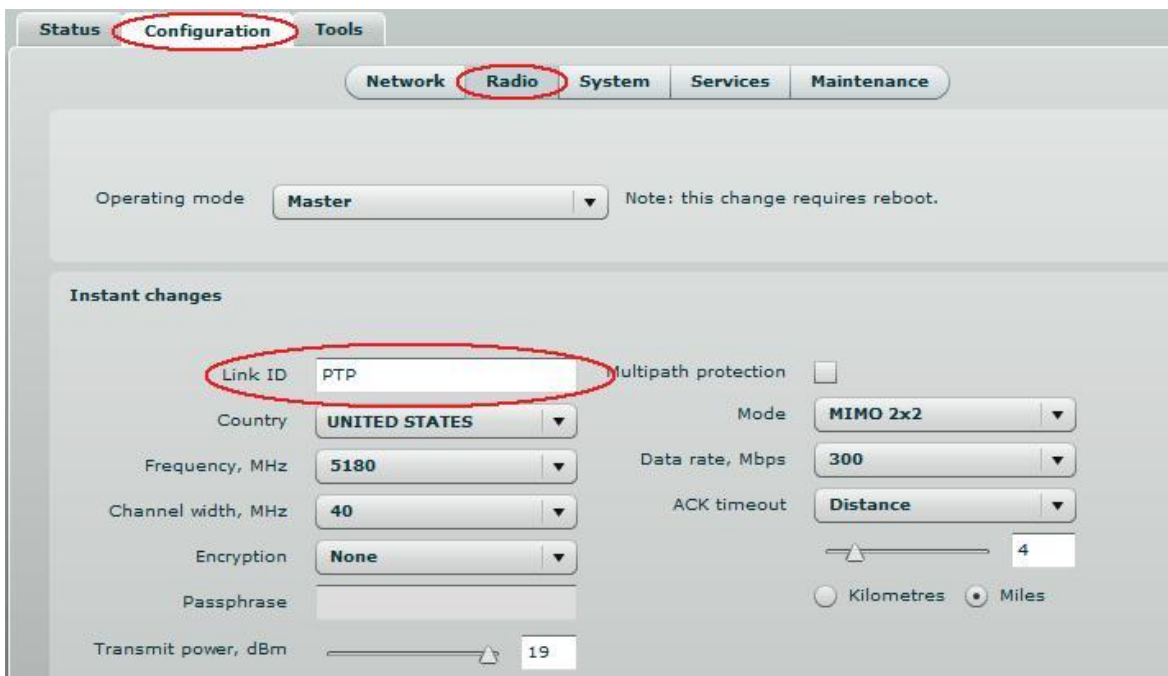 Status Configuration Tools
Network Radio System Services Maintenance
Operating mode Master Note: this change requires reboot.
Instant changes
Link ID PTP Multipath protection
Country UNITED STATES Mode MIMO 2x2
Frequency, MHz 5180 Data rate, Mbps 300
Channel width, MHz 40 ACK timeout Distance
Encryption None 4
Passphrase Kilometres Miles
Transmit power, dBm 19